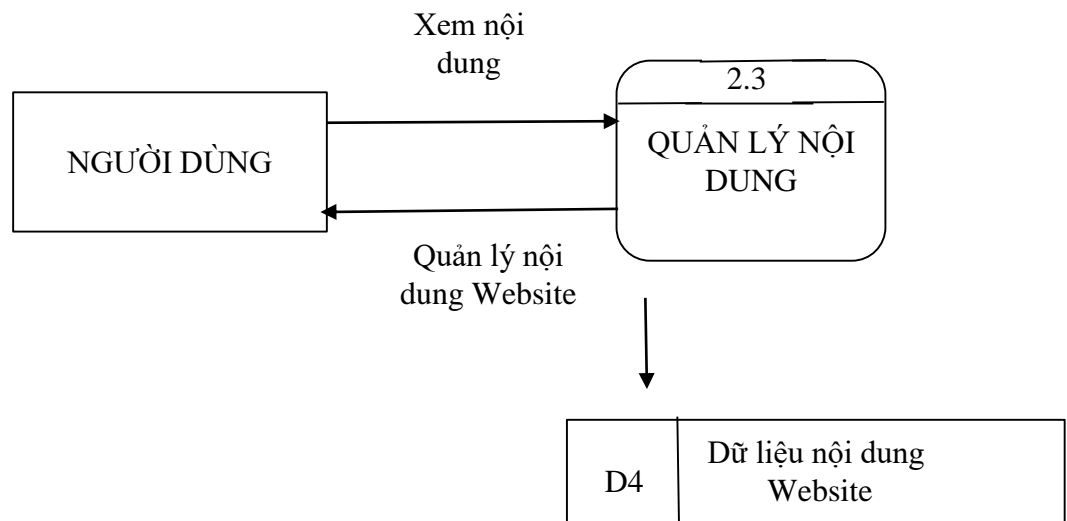 Xem nội
dung
2.3
NGƯỜI DÙNG
QUẢN LÝ NỘI
DUNG
Quản lý nội
dung Website
D4
Dữ liệu nội dung
Website